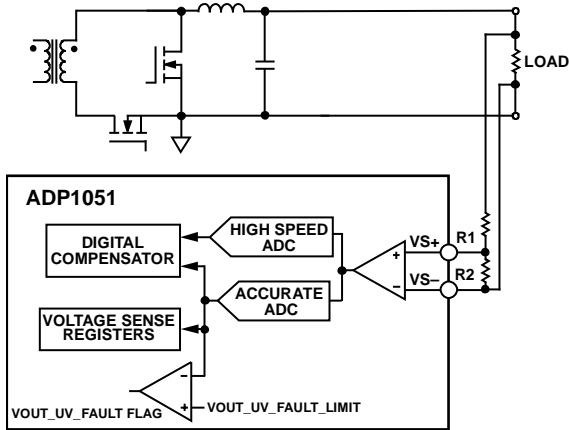 LOAD
ADP1051
DIGITAL
COMPENSATOR
HIGH SPEED
ADC
VS+
R1
+
R2
VS–
–
ACCURATE
ADC
VOLTAGE SENSE
REGISTERS
–
+
VOUT_UV_FAULT_LIMIT
VOUT_UV_FAULT FLAG